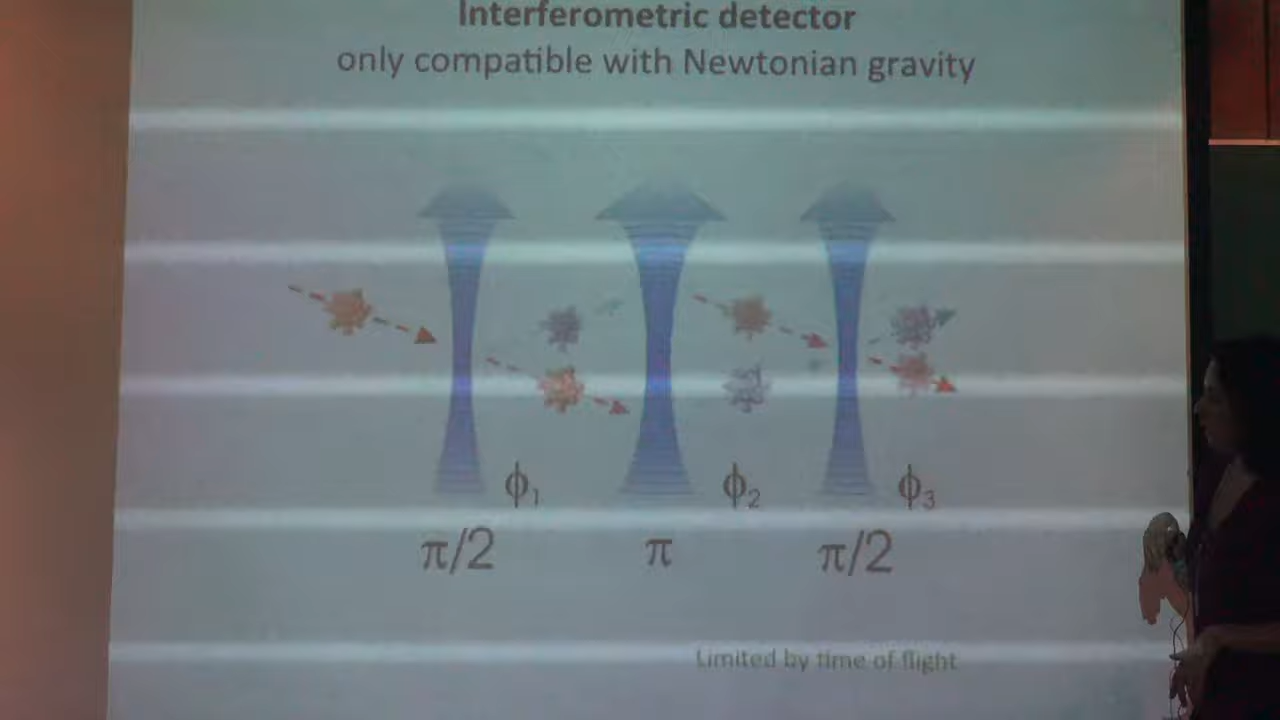 Interferometric detector
only compatible with Newtonian gravity
ϕ1 ϕ2 ϕ3
π/2 π π/2
Limited by time of flight